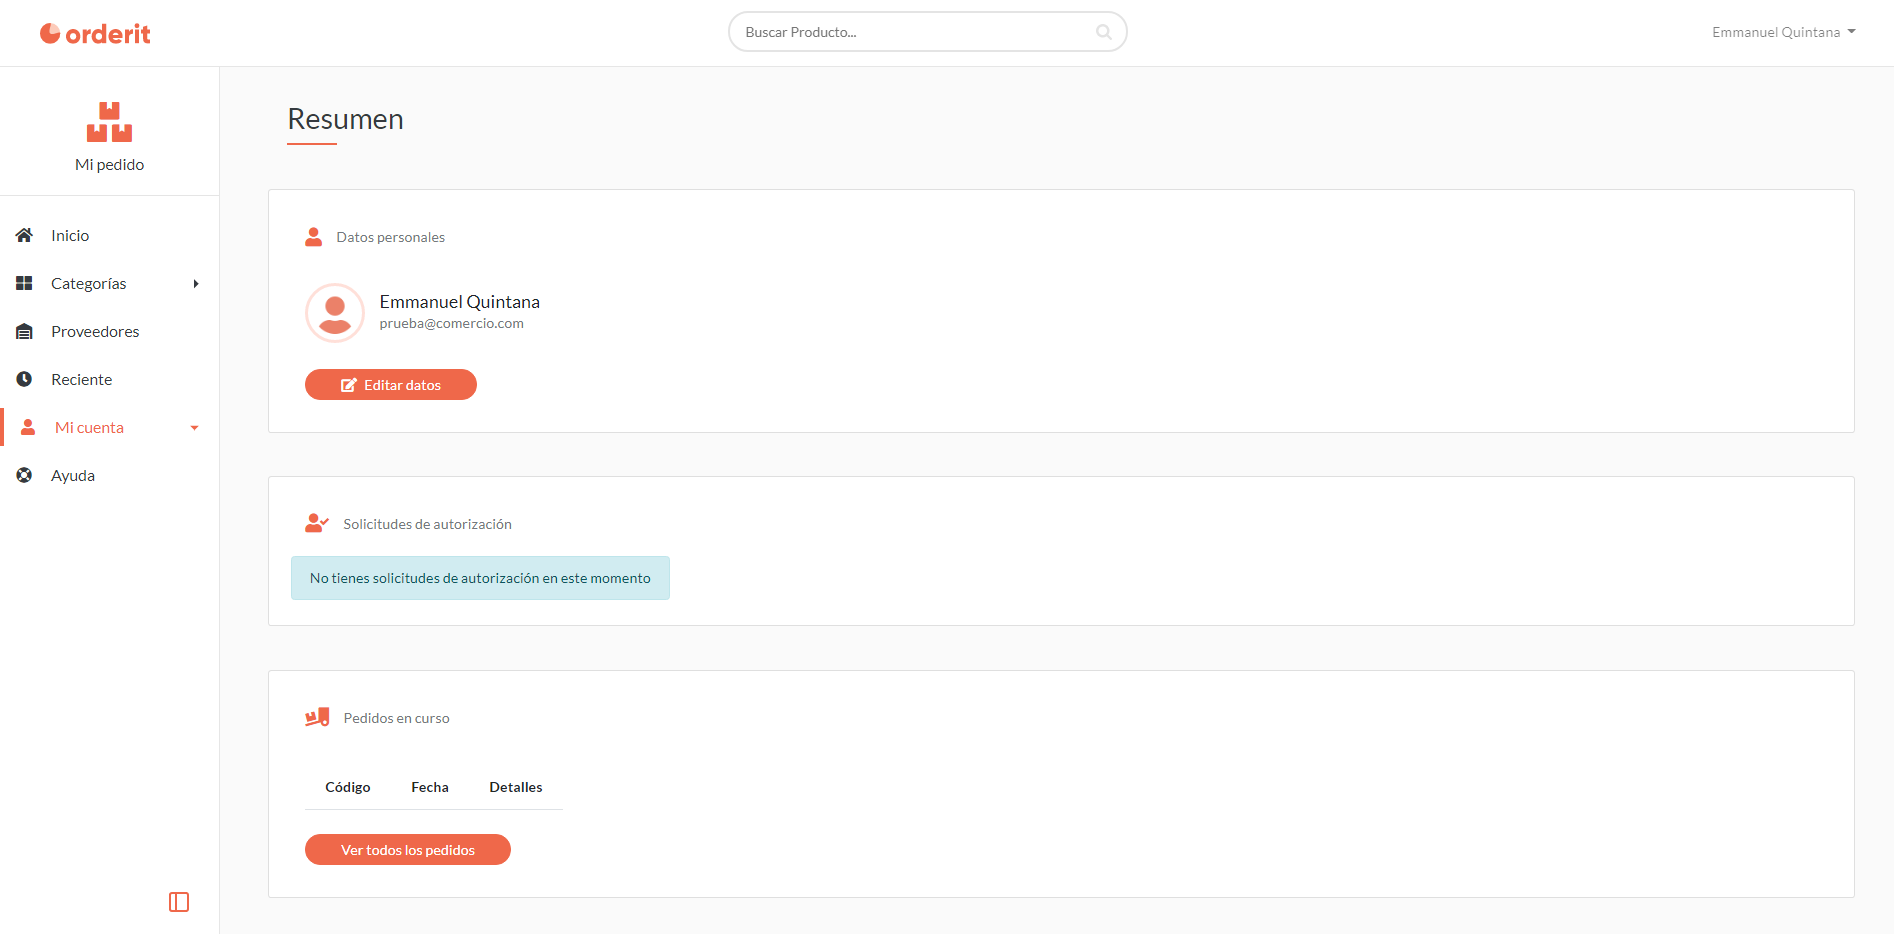 orderit
Buscar Producto...
Emmanuel Quintana
Mi pedido
Inicio
Categorías
Proveedores
Reciente
Mi cuenta
Ayuda
Resumen
Datos personales
Emmanuel Quintana
prueba@comercio.com
Editar datos
Solicitudes de autorización
No tienes solicitudes de autorización en este momento
Pedidos en curso
Código Fecha Detalles
Ver todos los pedidos